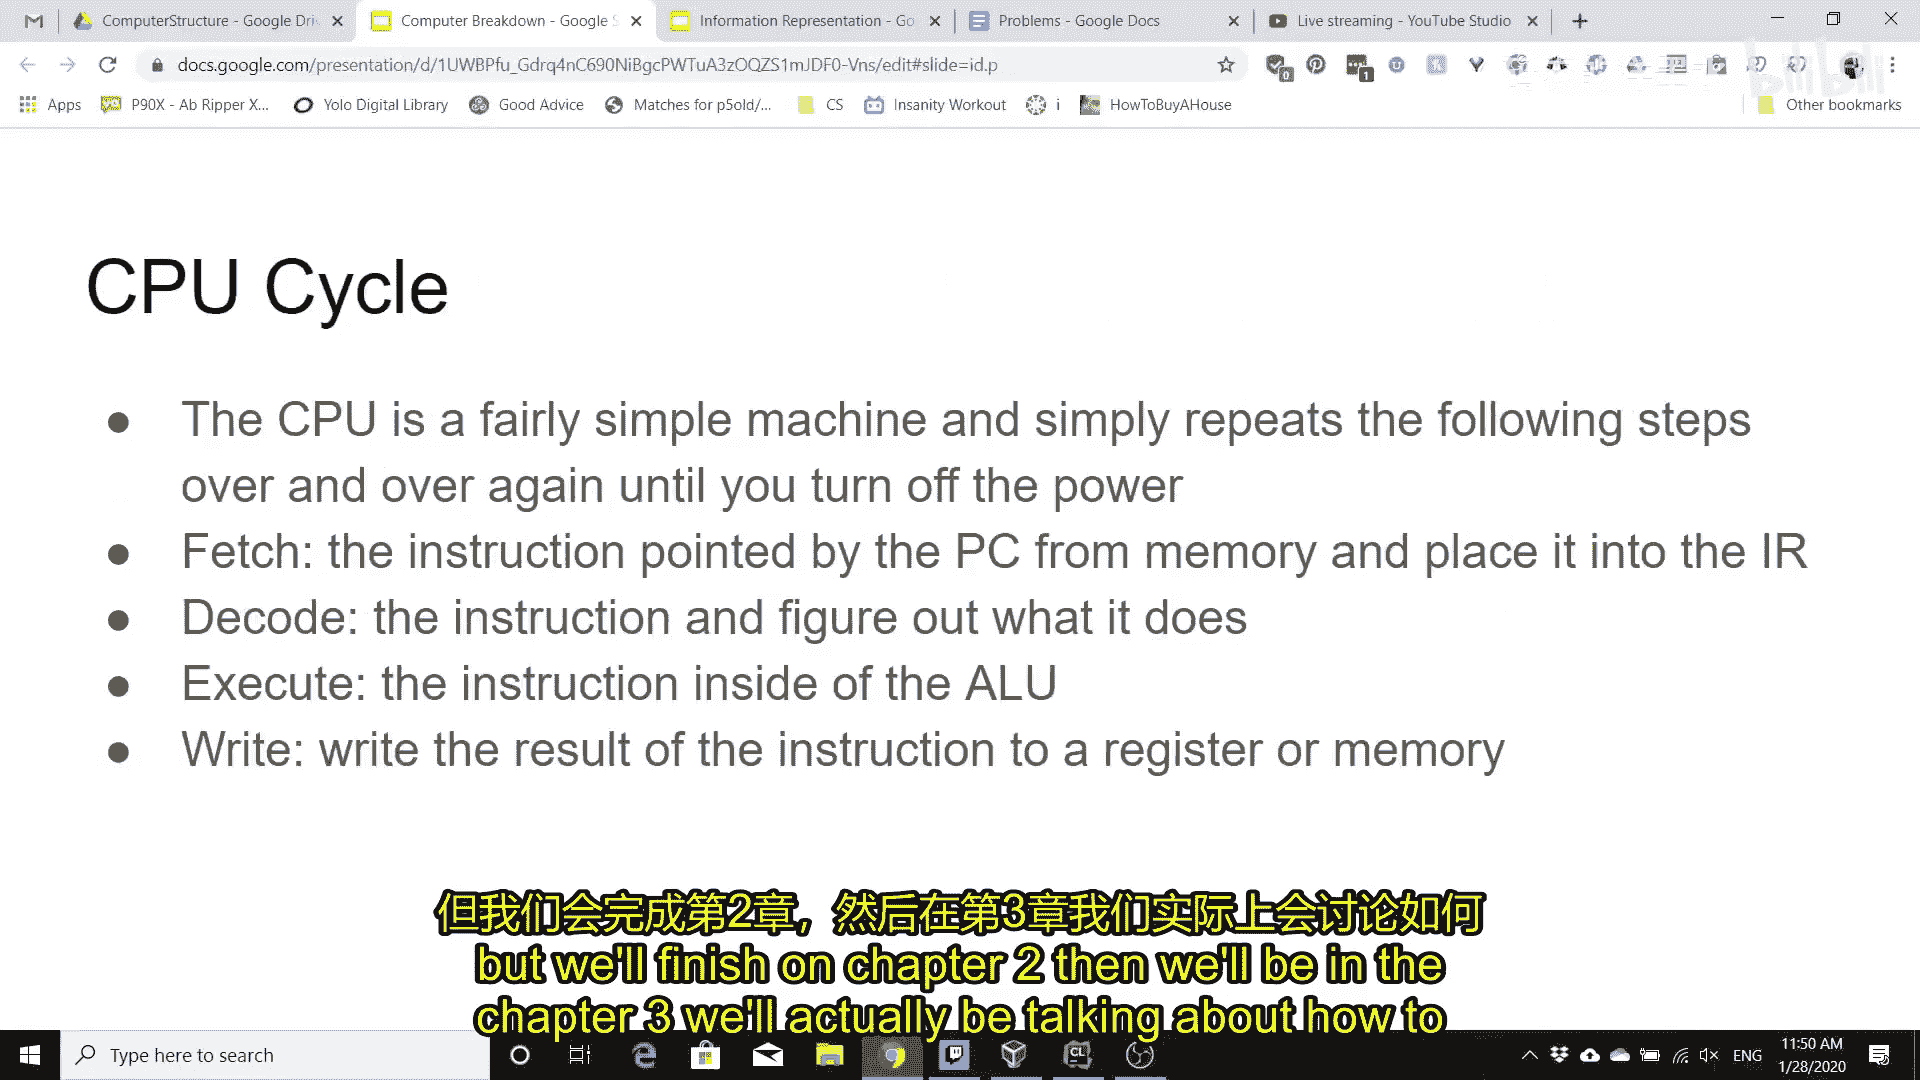 ComputerStructure - Google Dri
Computer Breakdown - Google S
Information Representation - Go
Problems - Google Docs
Live streaming - YouTube Studio
docs.google.com/presentation/d/1UWBPfu_Gdrq4nC690NiBgcPWTuA3zOQZS1mJDF0-Vns/edit#slide=id.p
0
1
bilibili
Apps
P90X - Ab Ripper X...
Yolo Digital Library
Good Advice
Matches for p5old/...
CS
Insanity Workout
i
HowToBuyAHouse
Other bookmarks
CPU Cycle
● The CPU is a fairly simple machine and simply repeats the following steps
over and over again until you turn off the power
● Fetch: the instruction pointed by the PC from memory and place it into the IR
● Decode: the instruction and figure out what it does
● Execute: the instruction inside of the ALU
● Write: write the result of the instruction to a register or memory
但我们会完成第2章，然后在第3章我们实际上会讨论如何
but we'll finish on chapter 2 then we'll be in the
chapter 3 we'll actually be talking about how to
Type here to search
CL
ENG
11:50 AM
1/28/2020